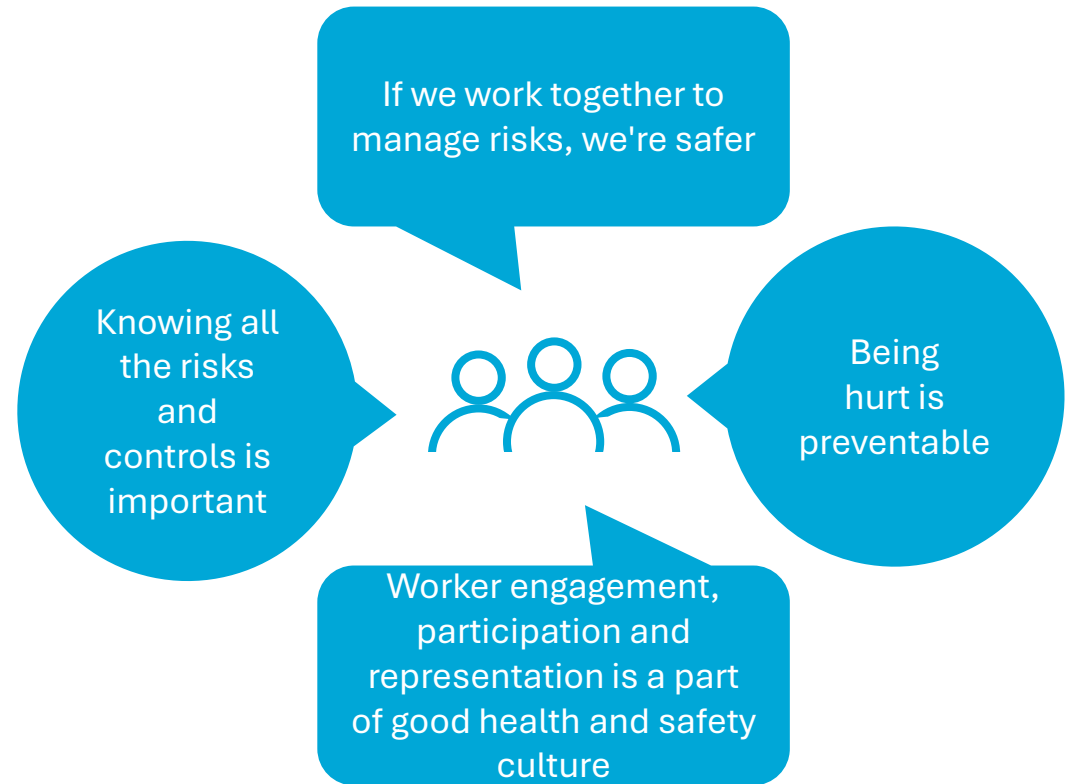 If we work together to
manage risks, we're safer
Knowing all
the risks
and
controls is
important
Being
hurt is
preventable
Worker engagement,
participation and
representation is a part
of good health and safety
culture